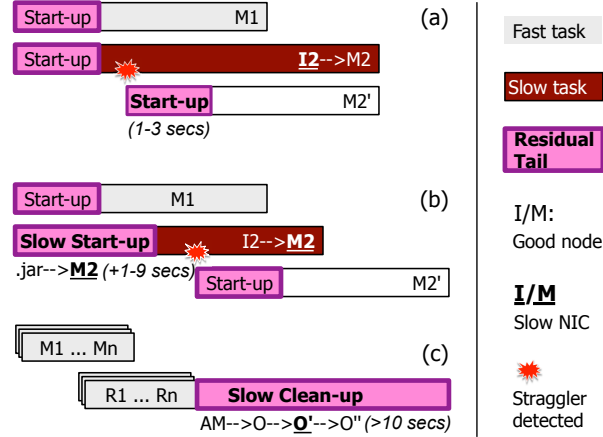 Start-up M1 (a)
Start-up I2-->M2
Start-up M2'
(1-3 secs)
Start-up M1 (b)
Slow Start-up I2-->M2
.jar-->M2 (+1-9 secs)
Start-up M2'
M1 ... Mn (c)
R1 ... Rn Slow Clean-up
AM-->O-->O'-->O" (>10 secs)
Fast task
Slow task
Residual
Tail
I/M:
Good node
I/M
Slow NIC
Straggler
detected